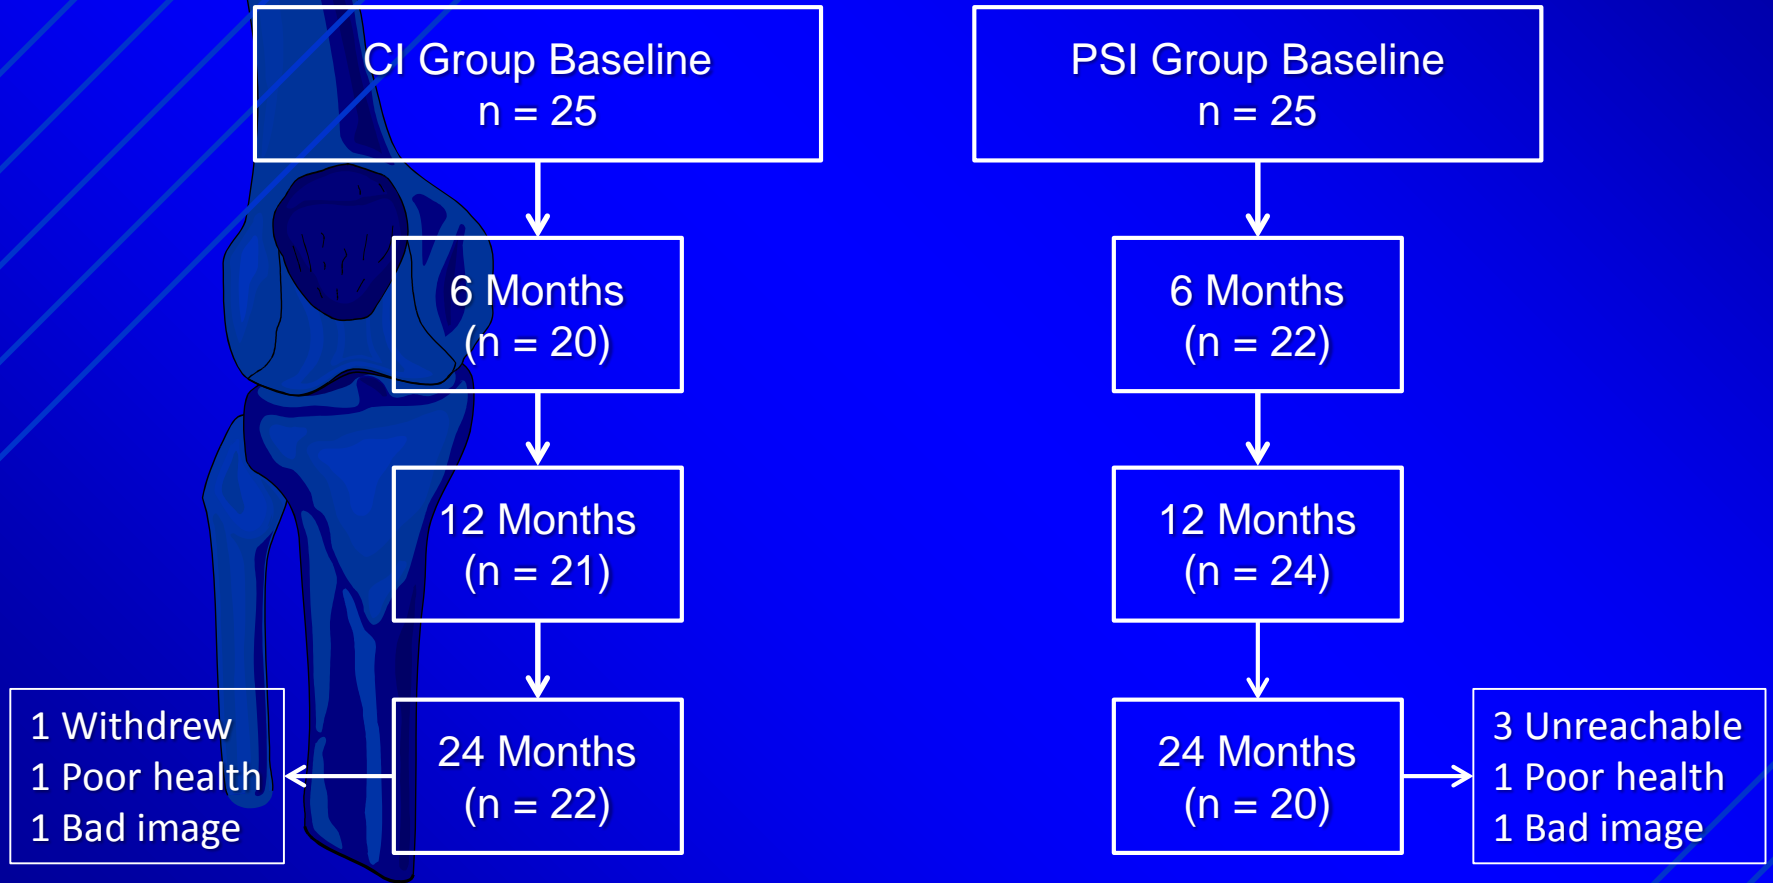 CI Group Baseline
n = 25
6 Months
(n = 20)
12 Months
(n = 21)
24 Months
(n = 22)
1 Withdrew
1 Poor health
1 Bad image
PSI Group Baseline
n = 25
6 Months
(n = 22)
12 Months
(n = 24)
24 Months
(n = 20)
3 Unreachable
1 Poor health
1 Bad image